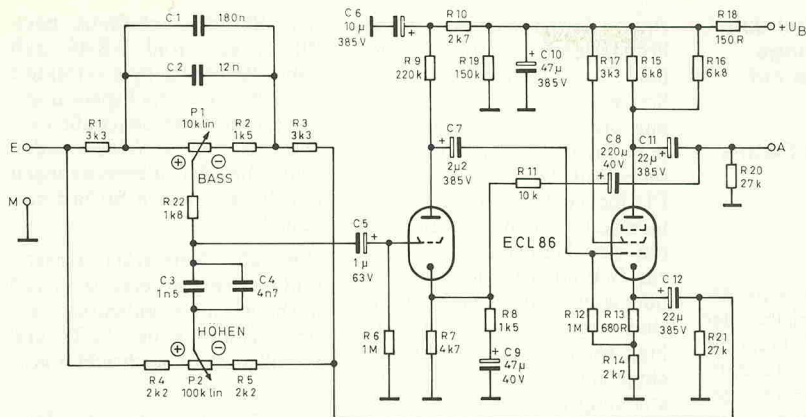 C1 180n
C2 12n
P1
10k lin
R1
3k3
R2
1k5
R3
3k3
E
BASS
M
R22
1k8
C3
1n5
C4
4n7
HÖHEN
P2
100k lin
R4
2k2
R5
2k2
C5
1µ
63V
R6
1M
C6
10µ
385V
R9
220k
R10
2k7
R19
150k
C10
47µ
385V
C7
2µ2
385V
R11
10k
R7
4k7
R8
1k5
C9
47µ
40V
ECL86
R17
3k3
R15
6k8
R16
6k8
R18
150R
+UB
C8
220µ
40V
C11
22µ
385V
A
R20
27k
R12
1M
R13
680R
R14
2k7
C12
22µ
385V
R21
27k